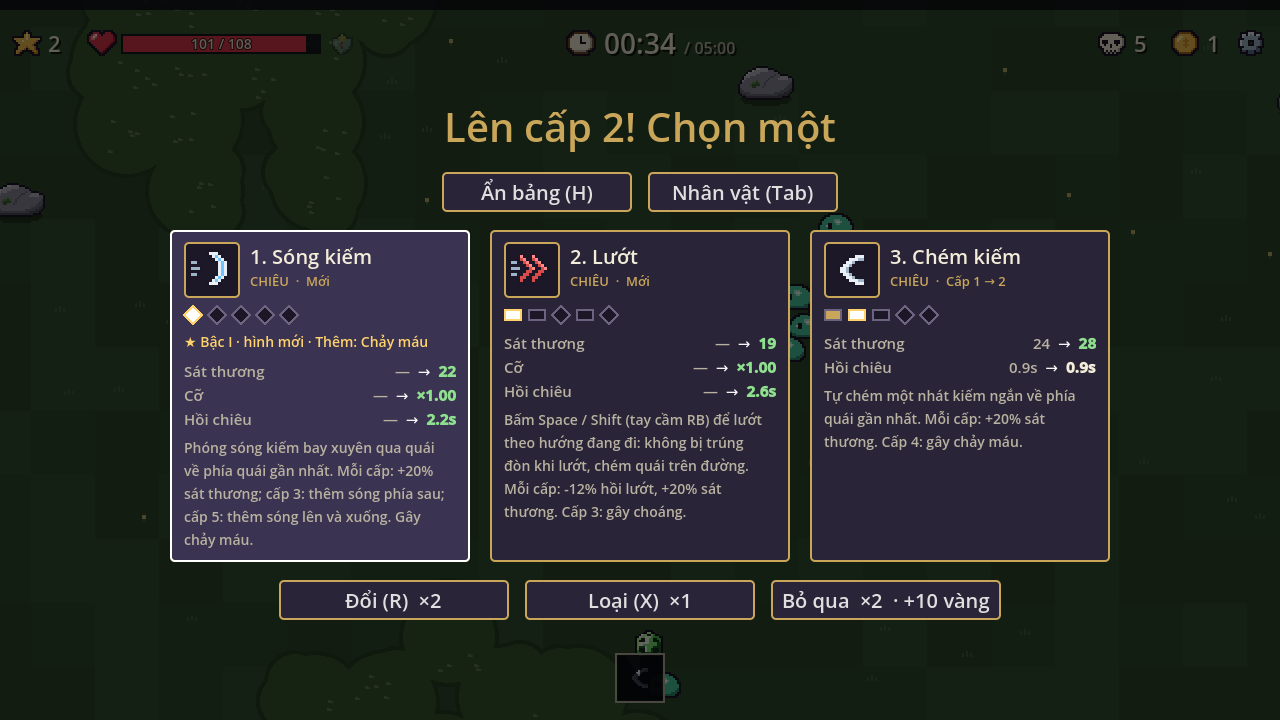 2
101 / 108
00:34 / 05:00
5
1
Lên cấp 2! Chọn một
Ẩn bảng (H)
Nhân vật (Tab)
1. Sóng kiếm
CHIÊU · Mới
★ Bậc I · hình mới · Thêm: Chảy máu
Sát thương — → 22
Cỡ — → ×1.00
Hồi chiêu — → 2.2s
Phóng sóng kiếm bay xuyên qua quái
về phía quái gần nhất. Mỗi cấp: +20%
sát thương; cấp 3: thêm sóng phía sau;
cấp 5: thêm sóng lên và xuống. Gây
chảy máu.
2. Lướt
CHIÊU · Mới
Sát thương — → 19
Cỡ — → ×1.00
Hồi chiêu — → 2.6s
Bấm Space / Shift (tay cầm RB) để lướt
theo hướng đang đi: không bị trúng
đòn khi lướt, chém quái trên đường.
Mỗi cấp: -12% hồi lướt, +20% sát
thương. Cấp 3: gây choáng.
3. Chém kiếm
CHIÊU · Cấp 1 → 2
Sát thương 24 → 28
Hồi chiêu 0.9s → 0.9s
Tự chém một nhát kiếm ngắn về phía
quái gần nhất. Mỗi cấp: +20% sát
thương. Cấp 4: gây chảy máu.
Đổi (R) ×2
Loại (X) ×1
Bỏ qua ×2 · +10 vàng